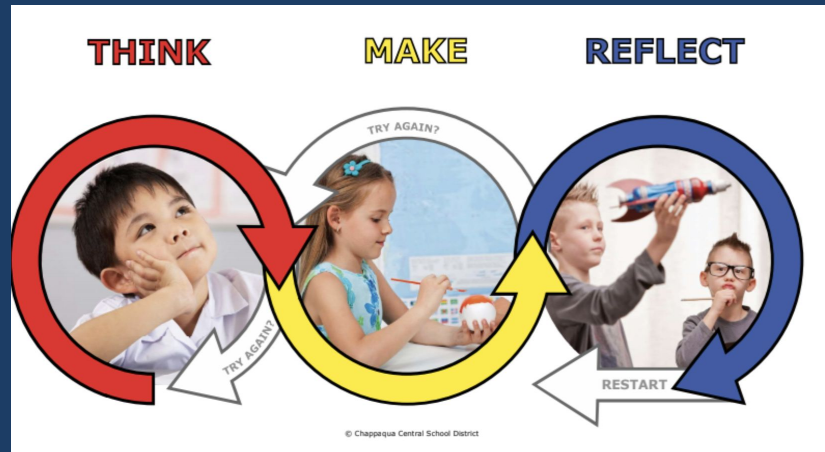 THINK
MAKE
REFLECT
TRY AGAIN?
TRY AGAIN?
RESTART
© Chappaqua Central School District